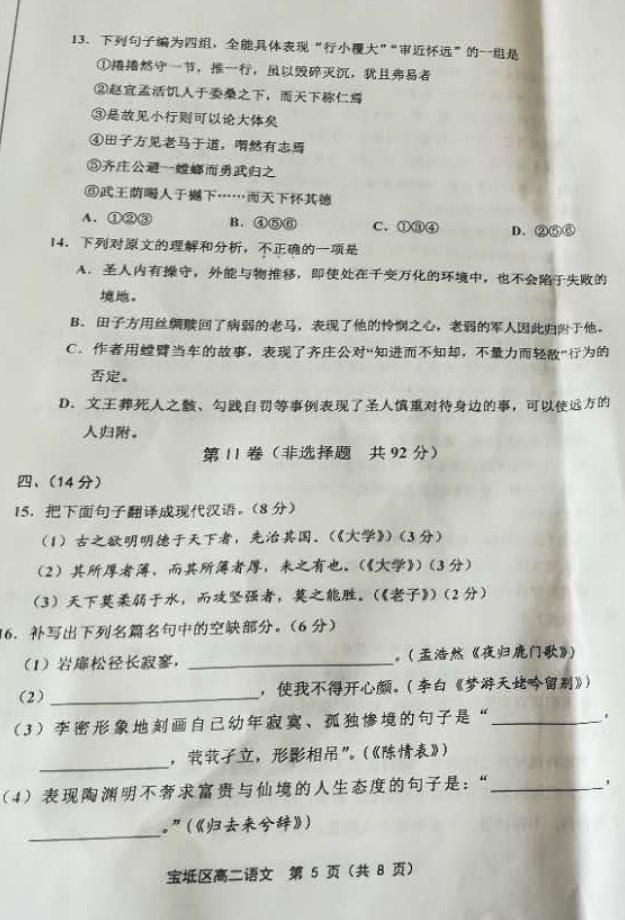 13．下列句子编为四组，全能具体表现“行小覆大”“审近怀远”的一组是
①捲捲然守一节，推一行，虽以毁碎灭沉，犹且弗易者
②赵宣孟活饥人于委桑之下，而天下称仁焉
③是故见小行则可以论大体矣
④田子方见老马于道，喟然有志焉
⑤齐庄公避一螳螂而勇武归之
⑥武王荫暍人于樾下……而天下怀其德
A．①②③ B．④⑤⑥ C．①③④ D．②⑤⑥
14．下列对原文的理解和分析，不正确的一项是
A．圣人内有操守，外能与物推移，即使处在千变万化的环境中，也不会陷于失败的
境地。
B．田子方用丝绸赎回了病弱的老马，表现了他的怜悯之心，老弱的军人因此归附于他。
C．作者用螳臂当车的故事，表现了齐庄公对“知进而不知却，不量力而轻敌”行为的
否定。
D．文王葬死人之骸、勾践自罚等事例表现了圣人慎重对待身边的事，可以使远方的
人归附。
第 II 卷（非选择题 共 92 分）
四、（14 分）
15．把下面句子翻译成现代汉语。（8 分）
（1）古之欲明明德于天下者，先治其国。（《大学》）（3 分）
（2）其所厚者薄，而其所薄者厚，未之有也。（《大学》）（3 分）
（3）天下莫柔弱于水，而攻坚强者，莫之能胜。（《老子》）（2 分）
16．补写出下列名篇名句中的空缺部分。（6 分）
（1）岩扉松径长寂寥，____________________。（孟浩然《夜归鹿门歌》）
（2）____________________，使我不得开心颜。（李白《梦游天姥吟留别》）
（3）李密形象地刻画自己幼年寂寞、孤独惨境的句子是“__________，
____________，茕茕孑立，形影相吊”。（《陈情表》）
（4）表现陶渊明不奢求富贵与仙境的人生态度的句子是：“__________，
____________。”（《归去来兮辞》）
宝坻区高二语文 第 5 页（共 8 页）